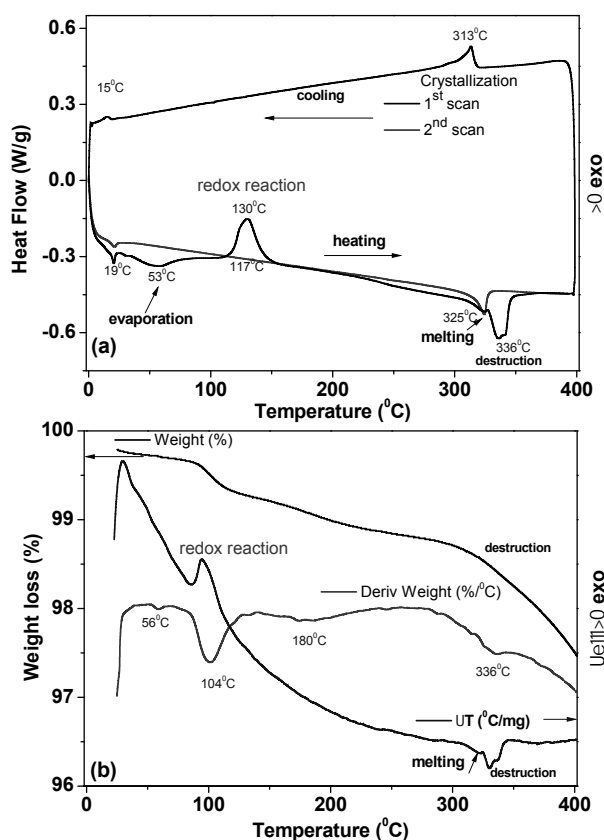 0.6
0.3
0.0
-0.3
-0.6
Heat Flow (W/g)
15⁰C
313⁰C
Crystallization
cooling
1st scan
2nd scan
redox reaction
130⁰C
heating
19⁰C
53⁰C
117⁰C
evaporation
325⁰C
melting
336⁰C
destruction
(a)
>0 exo
0 100 200 300 400
Temperature (⁰C)
100
99
98
97
96
Weight loss (%)
Weight (%)
redox reaction
destruction
Deriv Weight (%/⁰C)
56⁰C
180⁰C
104⁰C
336⁰C
UT (⁰C/mg)
melting
destruction
(b)
Ue111>0 exo
0 100 200 300 400
Temperature (⁰C)